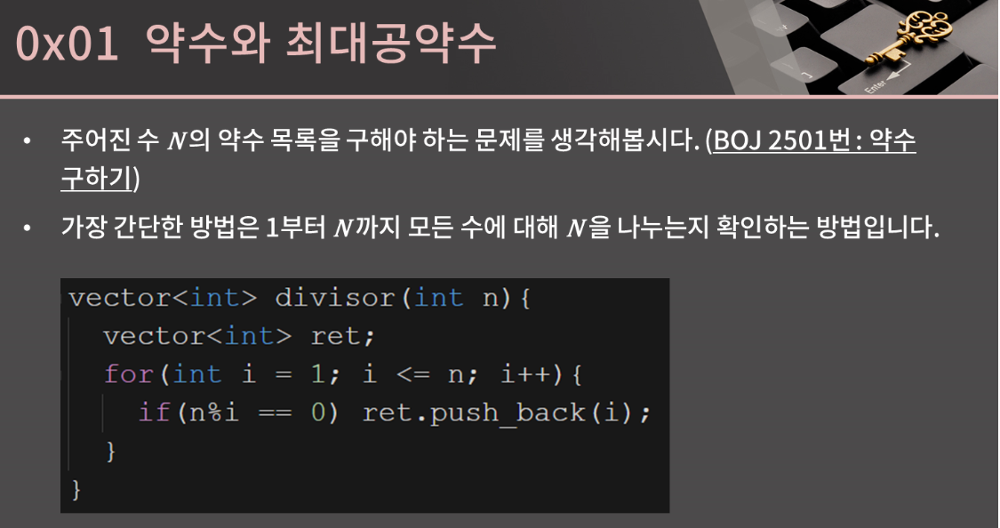 0x01 약수와 최대공약수
Enter
• 주어진 수 N의 약수 목록을 구해야 하는 문제를 생각해봅시다. (BOJ 2501번 : 약수
구하기)
• 가장 간단한 방법은 1부터 N까지 모든 수에 대해 N을 나누는지 확인하는 방법입니다.
vector<int> divisor(int n){
vector<int> ret;
for(int i = 1; i <= n; i++){
if(n%i == 0) ret.push_back(i);
}
}